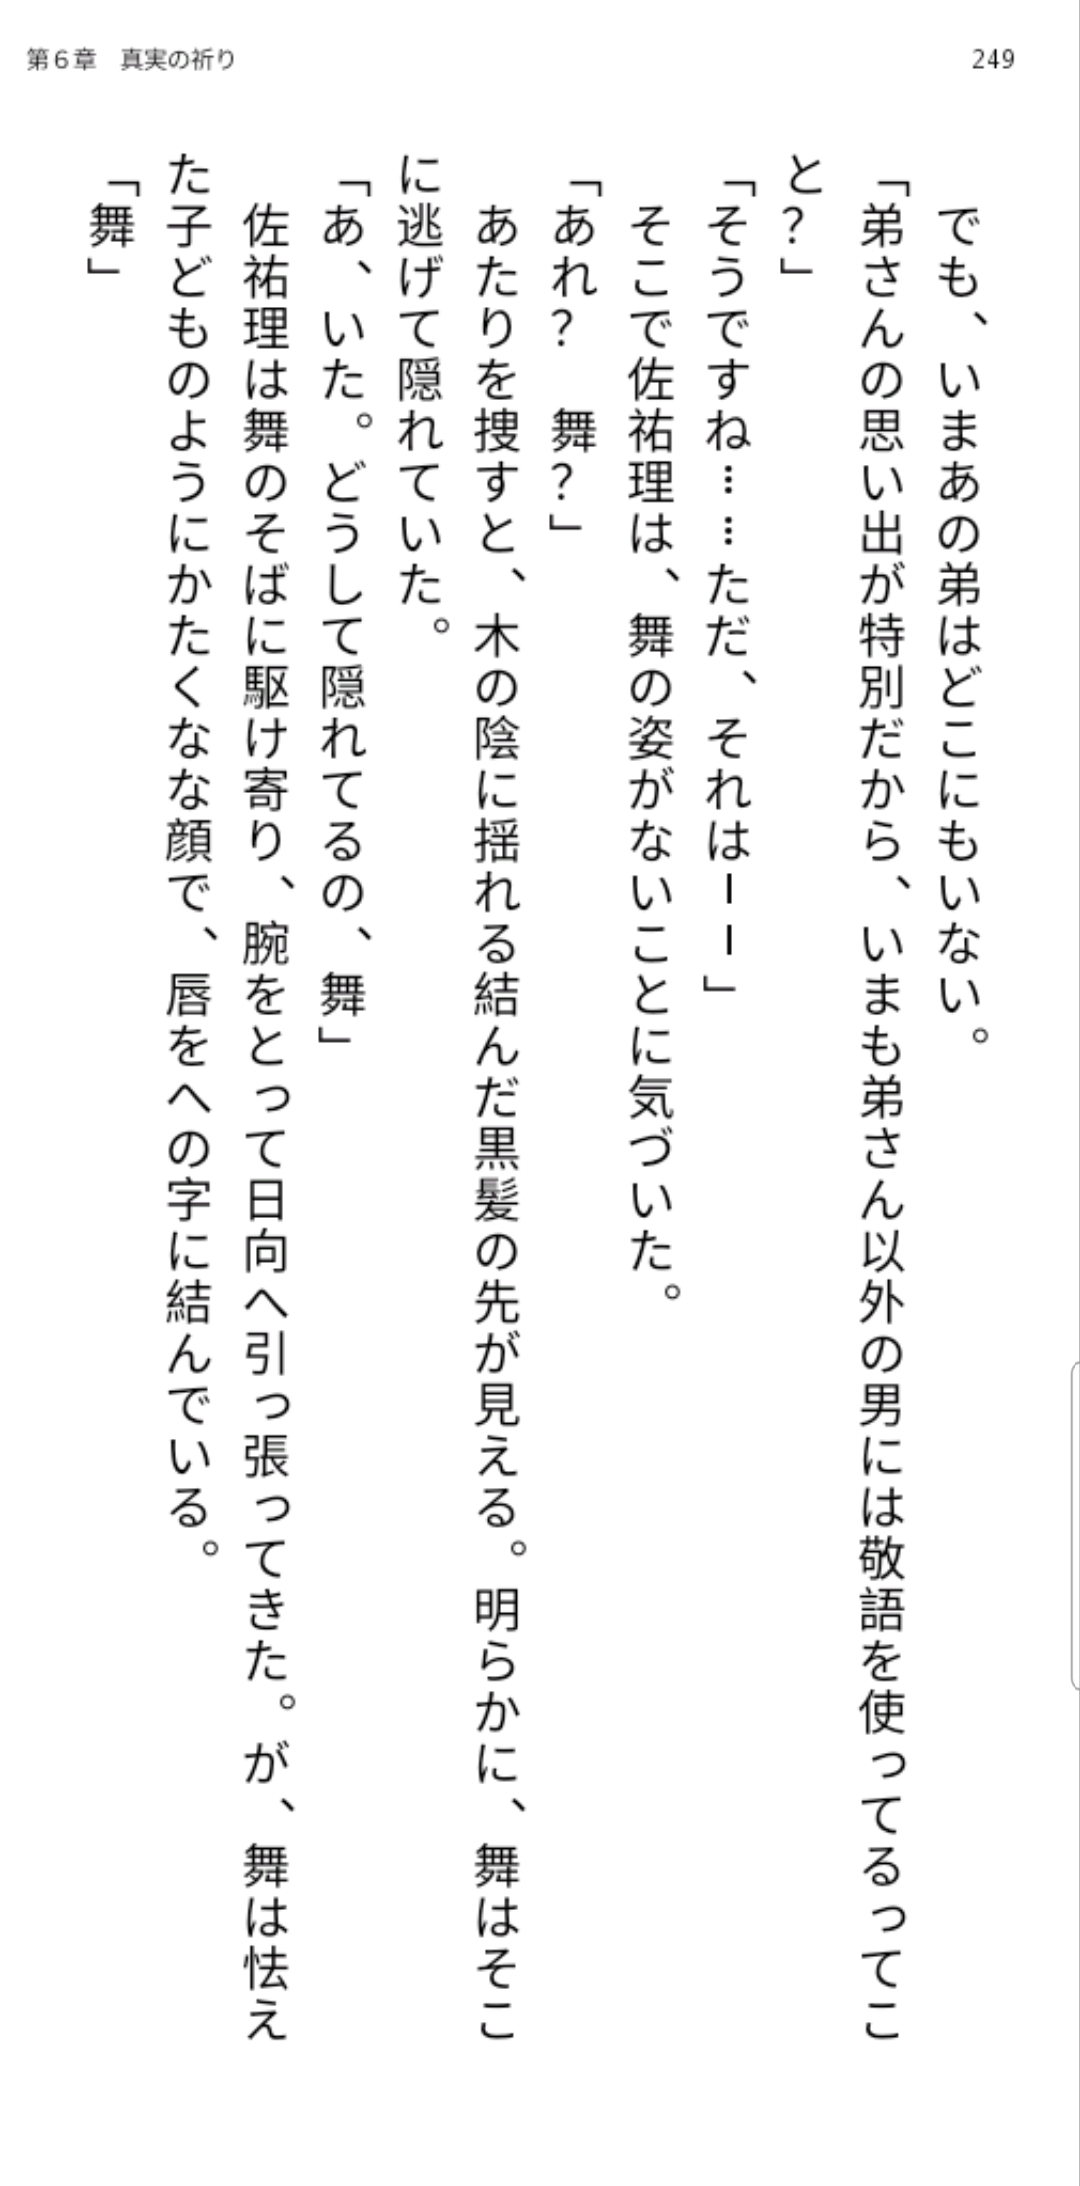 第６章　真実の祈り
249
　でも、いまあの弟はどこにもいない。
「弟さんの思い出が特別だから、いまも弟さん以外の男には敬語を使ってるってこ
と？」
「そうですね……ただ、それはーー」
　そこで佐祐理は、舞の姿がないことに気づいた。
「あれ？　舞？」
　あたりを捜すと、木の陰に揺れる結んだ黒髪の先が見える。明らかに、舞はそこ
に逃げて隠れていた。
「あ、いた。どうして隠れてるの、舞」
　佐祐理は舞のそばに駆け寄り、腕をとって日向へ引っ張ってきた。が、舞は怯え
た子どものようにかたくなな顔で、唇をへの字に結んでいる。
「舞」